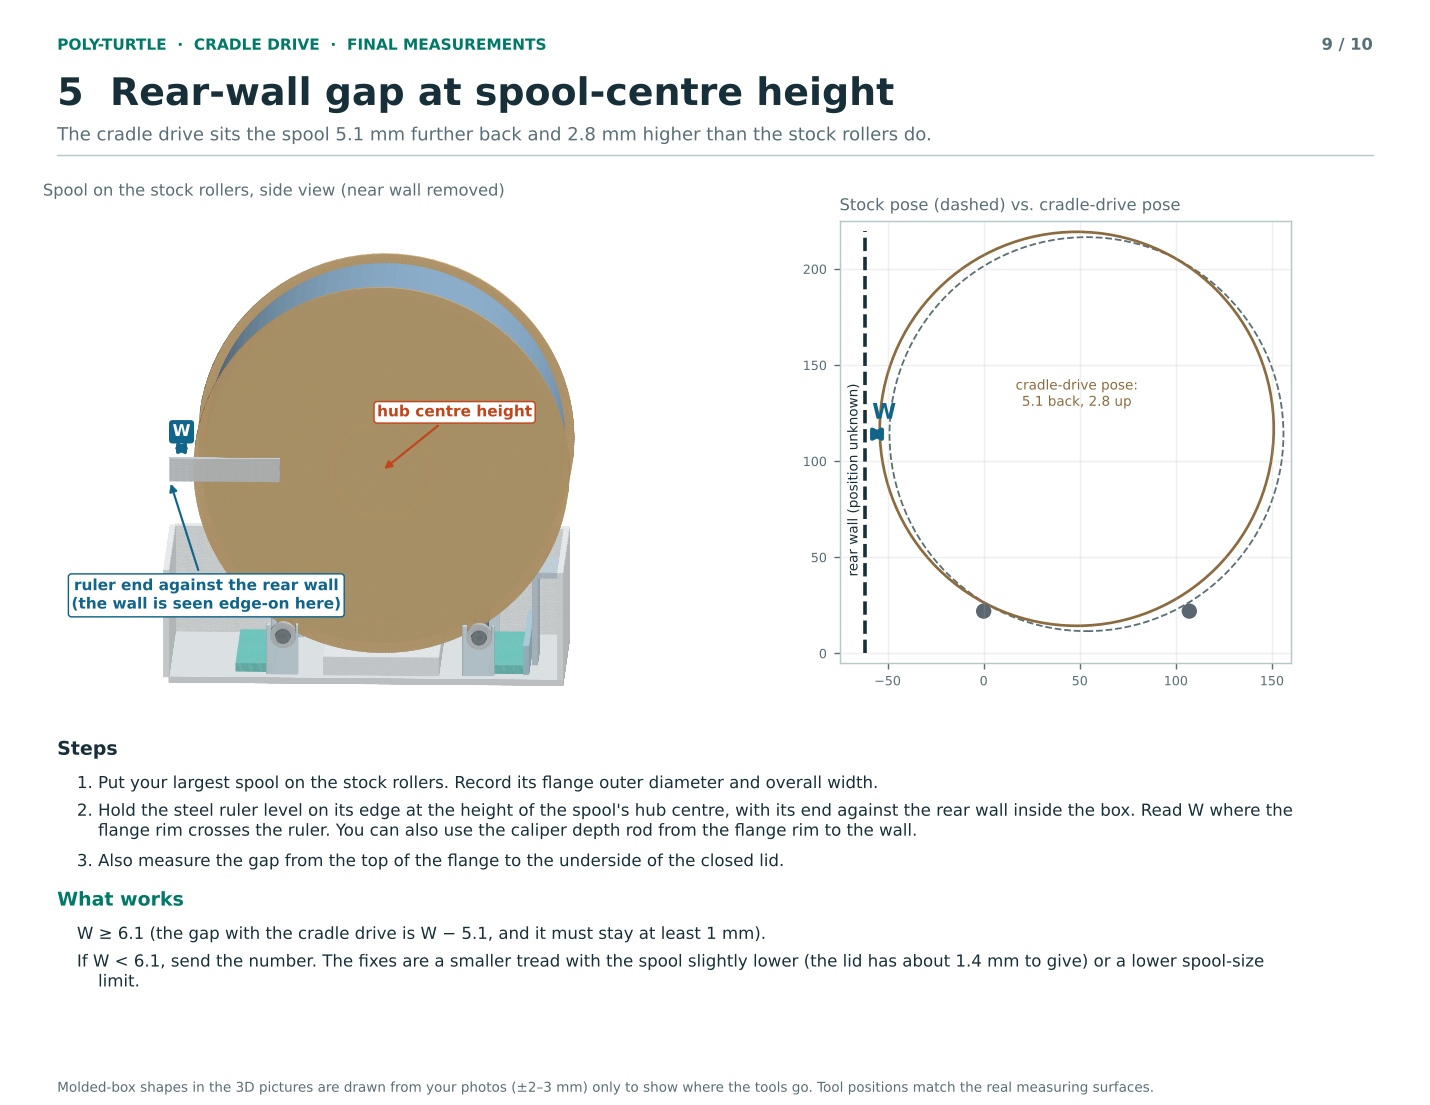 POLY-TURTLE · CRADLE DRIVE · FINAL MEASUREMENTS
9 / 10
5 Rear-wall gap at spool-centre height
The cradle drive sits the spool 5.1 mm further back and 2.8 mm higher than the stock rollers do.
Spool on the stock rollers, side view (near wall removed)
W
hub centre height
ruler end against the rear wall
(the wall is seen edge-on here)
Stock pose (dashed) vs. cradle-drive pose
200
150
100
50
0
−50
0
50
100
150
rear wall (position unknown)
W
cradle-drive pose:
5.1 back, 2.8 up
Steps
1. Put your largest spool on the stock rollers. Record its flange outer diameter and overall width.
2. Hold the steel ruler level on its edge at the height of the spool's hub centre, with its end against the rear wall inside the box. Read W where the
flange rim crosses the ruler. You can also use the caliper depth rod from the flange rim to the wall.
3. Also measure the gap from the top of the flange to the underside of the closed lid.
What works
W ≥ 6.1 (the gap with the cradle drive is W − 5.1, and it must stay at least 1 mm).
If W < 6.1, send the number. The fixes are a smaller tread with the spool slightly lower (the lid has about 1.4 mm to give) or a lower spool-size
limit.
Molded-box shapes in the 3D pictures are drawn from your photos (±2–3 mm) only to show where the tools go. Tool positions match the real measuring surfaces.